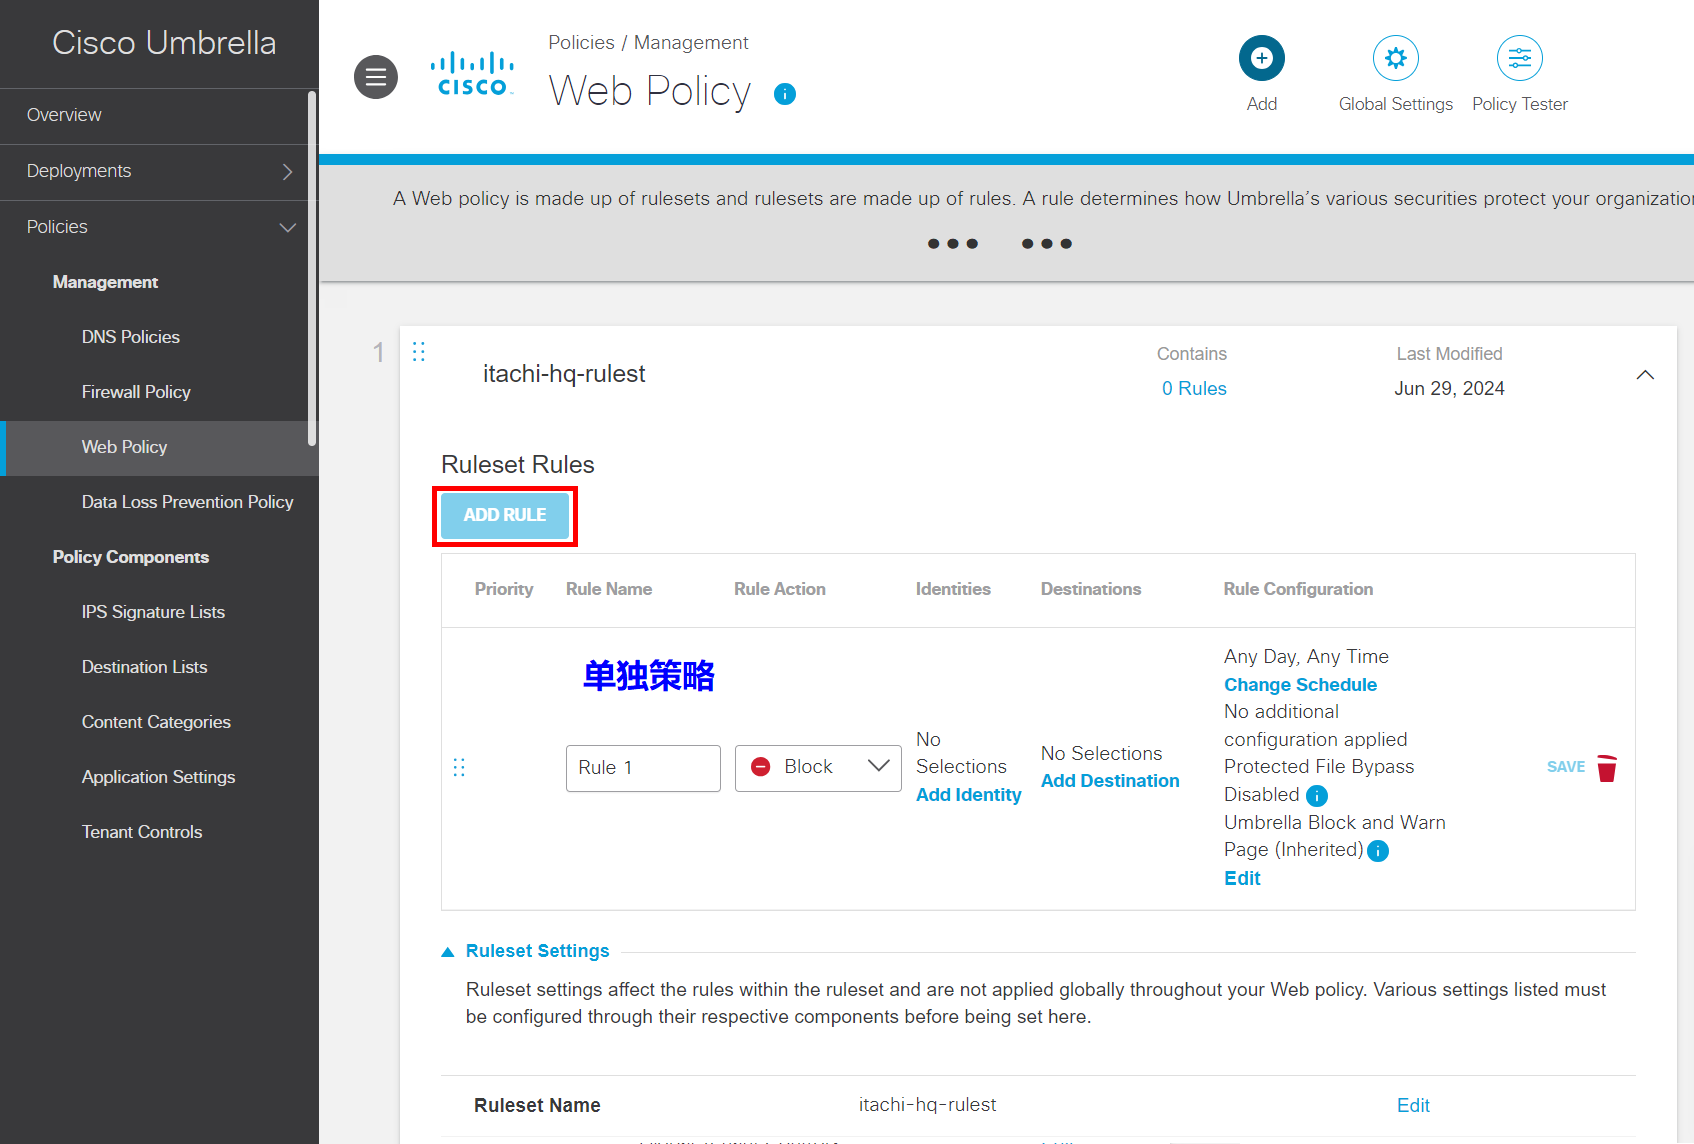 Cisco Umbrella
Overview
Deployments
Policies
Management
DNS Policies
Firewall Policy
Web Policy
Data Loss Prevention Policy
Policy Components
IPS Signature Lists
Destination Lists
Content Categories
Application Settings
Tenant Controls
CISCO
Policies / Management
Web Policy
Add
Global Settings
Policy Tester
A Web policy is made up of rulesets and rulesets are made up of rules. A rule determines how Umbrella's various securities protect your
1
itachi-hq-rulest
Contains
0 Rules
Last Modified
Jun 29, 2024
Ruleset Rules
ADD RULE
Priority Rule Name Rule Action Identities Destinations Rule Configuration
单独策略
Rule 1
Block
No
Selections
Add Identity
No Selections
Add Destination
Any Day, Any Time
Change Schedule
No additional
configuration applied
Protected File Bypass
Disabled
Umbrella Block and Warn
Page (Inherited)
Edit
SAVE
Ruleset Settings
Ruleset settings affect the rules within the ruleset and are not applied globally throughout your Web policy. Various settings listed must
be configured through their respective components before being set here.
Ruleset Name itachi-hq-rulest Edit